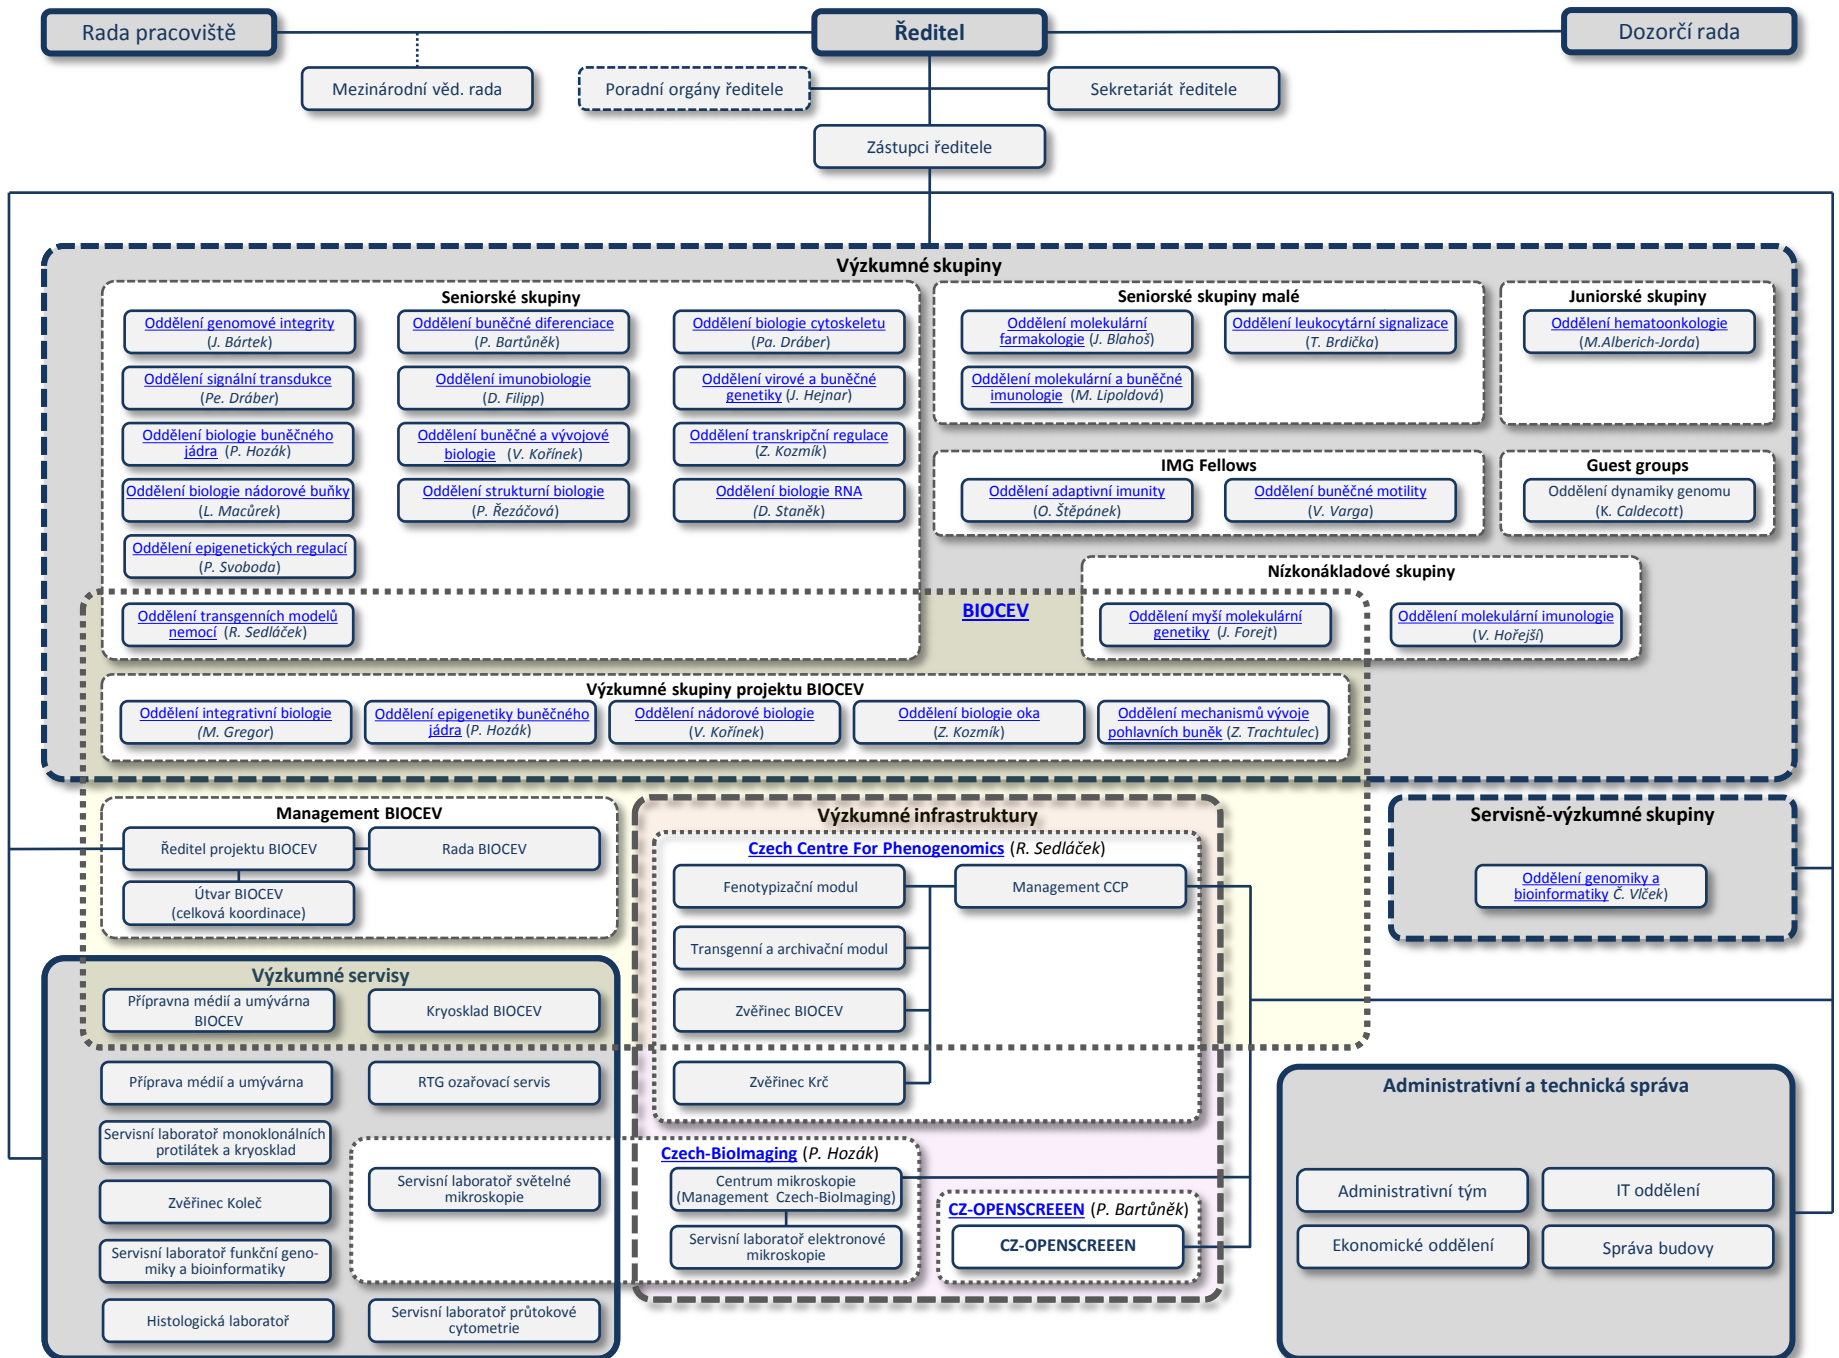 Rada pracoviště
Ředitel
Dozorčí rada
Mezinárodní věd. rada
Poradní orgány ředitele
Sekretariát ředitele
Zástupci ředitele
Výzkumné skupiny
Seniorské skupiny
Oddělení genomové integrity
(J. Bártek)
Oddělení buněčné diferenciace
(P. Bartůněk)
Oddělení biologie cytoskeletu
(Pa. Dráber)
Oddělení signální transdukce
(Pe. Dráber)
Oddělení imunobiologie
(D. Filipp)
Oddělení virové a buněčné
genetiky (J. Hejnar)
Oddělení biologie buněčného
jádra (P. Hozák)
Oddělení buněčné a vývojové
biologie (V. Kořínek)
Oddělení transkripční regulace
(Z. Kozmík)
Oddělení biologie nádorové buňky
(L. Macůrek)
Oddělení strukturní biologie
(P. Řezáčová)
Oddělení biologie RNA
(D. Staněk)
Oddělení epigenetických regulací
(P. Svoboda)
Oddělení transgenních modelů
nemocí (R. Sedláček)
Seniorské skupiny malé
Oddělení molekulární
farmakologie (J. Blahoš)
Oddělení leukocytární signalizace
(T. Brdička)
Oddělení molekulární a buněčné
imunologie (M. Lipoldová)
Juniorské skupiny
Oddělení hematoonkologie
(M.Alberich-Jorda)
IMG Fellows
Oddělení adaptivní imunity
(O. Štěpánek)
Oddělení buněčné motility
(V. Varga)
Guest groups
Oddělení dynamiky genomu
(K. Caldecott)
Nízkonákladové skupiny
BIOCEV
Oddělení myší molekulární
genetiky (J. Forejt)
Oddělení molekulární imunologie
(V. Hořejší)
Výzkumné skupiny projektu BIOCEV
Oddělení integrativní biologie
(M. Gregor)
Oddělení epigenetiky buněčného
jádra (P. Hozák)
Oddělení nádorové biologie
(V. Kořínek)
Oddělení biologie oka
(Z. Kozmík)
Oddělení mechanismů vývoje
pohlavních buněk (Z. Trachtulec)
Management BIOCEV
Ředitel projektu BIOCEV
Rada BIOCEV
Útvar BIOCEV
(celková koordinace)
Výzkumné infrastruktury
Czech Centre For Phenogenomics (R. Sedláček)
Fenotypizační modul
Management CCP
Transgenní a archivační modul
Zvěřinec BIOCEV
Zvěřinec Krč
Servisně-výzkumné skupiny
Oddělení genomiky a
bioinformatiky Č. Vlček)
Výzkumné servisy
Přípravna médií a umývárna
BIOCEV
Kryosklad BIOCEV
Příprava médií a umývárna
RTG ozařovací servis
Servisní laboratoř monoklonálních
protilátek a kryosklad
Zvěřinec Koleč
Servisní laboratoř světelné
mikroskopie
Servisní laboratoř funkční geno-
miky a bioinformatiky
Histologická laboratoř
Servisní laboratoř průtokové
cytometrie
Czech-BioImaging (P. Hozák)
Centrum mikroskopie
(Management Czech-BioImaging)
Servisní laboratoř elektronové
mikroskopie
CZ-OPENSCREEEN (P. Bartůněk)
CZ-OPENSCREEEN
Administrativní a technická správa
Administrativní tým
IT oddělení
Ekonomické oddělení
Správa budovy